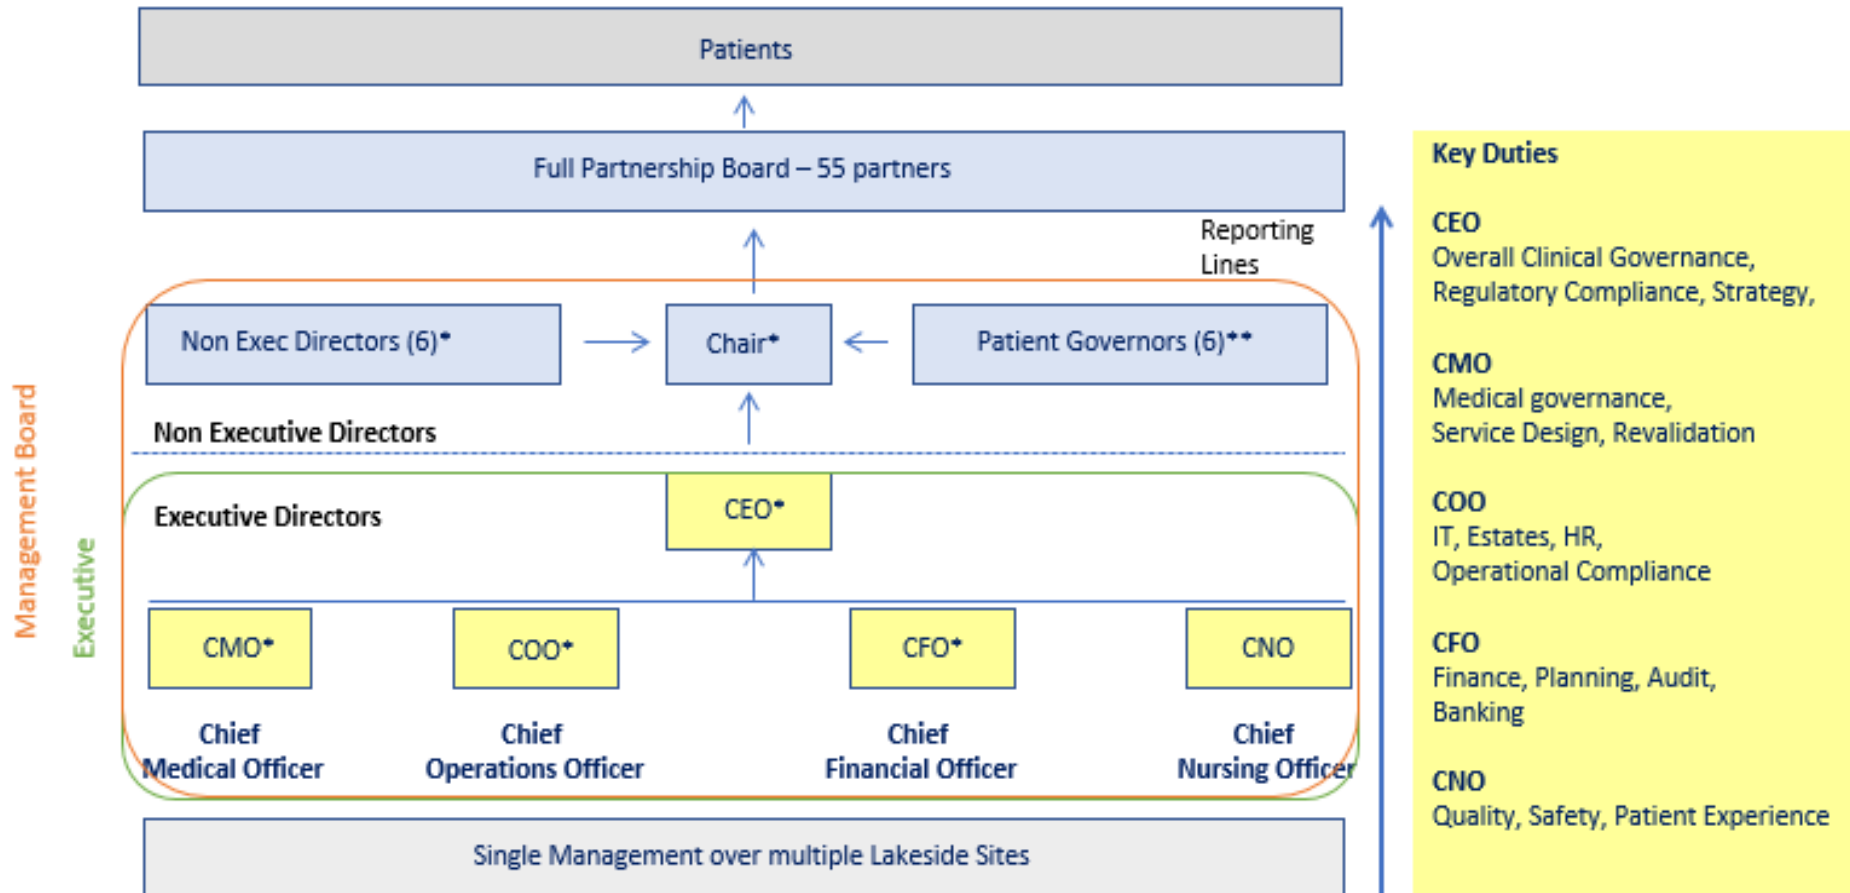 Patients
Full Partnership Board – 55 partners
Reporting
Lines
Non Exec Directors (6)*
Chair*
Patient Governors (6)**
Non Executive Directors
Management Board
Executive
Executive Directors
CEO*
CMO*
COO*
CFO*
CNO
Chief
Medical Officer
Chief
Operations Officer
Chief
Financial Officer
Chief
Nursing Officer
Single Management over multiple Lakeside Sites
Key Duties
CEO
Overall Clinical Governance,
Regulatory Compliance, Strategy,
CMO
Medical governance,
Service Design, Revalidation
COO
IT, Estates, HR,
Operational Compliance
CFO
Finance, Planning, Audit,
Banking
CNO
Quality, Safety, Patient Experience